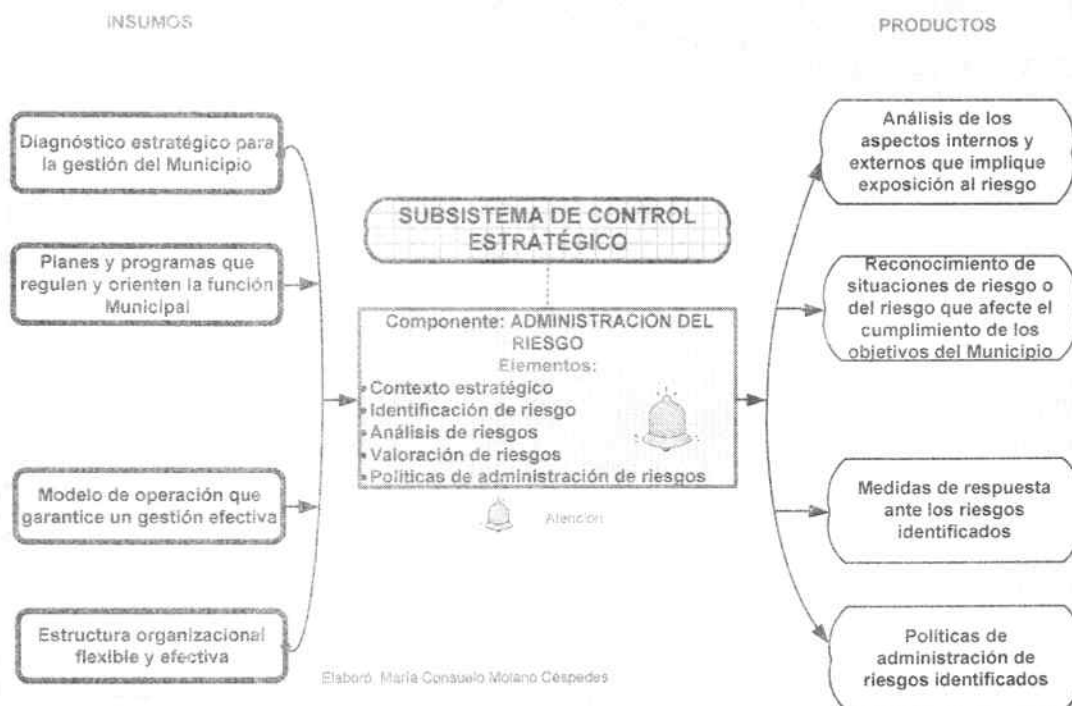 INSUMOS
PRODUCTOS
Diagnóstico estratégico para
la gestión del Municipio
Planes y programas que
regulen y orienten la función
Municipal
Modelo de operación que
garantice un gestión efectiva
Estructura organizacional
flexible y efectiva
SUBSISTEMA DE CONTROL
ESTRATÉGICO
Componente: ADMINISTRACION DEL
RIESGO
Elementos:
• Contexto estratégico
• Identificación de riesgo
• Análisis de riesgos
• Valoración de riesgos
• Políticas de administración de riesgos
Atención
Análisis de los
aspectos internos y
externos que implique
exposición al riesgo
Reconocimiento de
situaciones de riesgo o
del riesgo que afecte el
cumplimiento de los
objetivos del Municipio
Medidas de respuesta
ante los riesgos
identificados
Políticas de
administración de
riesgos identificados
Elaboró: María Consuelo Molano Céspedes